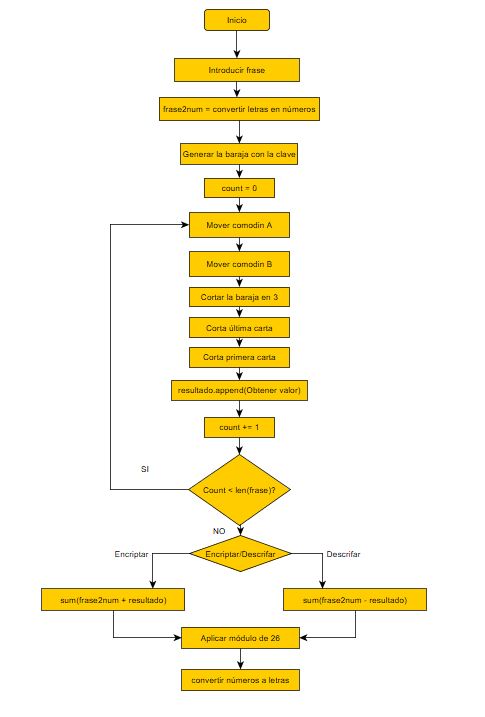 Inicio
Introducir frase
frase2num = convertir letras en números
Generar la baraja con la clave
count = 0
Mover comodin A
Mover comodin B
Cortar la baraja en 3
Corta última carta
Corta primera carta
resultado.append(Obtener valor)
count += 1
SI
Count < len(frase)?
NO
Encriptar
Encriptar/Descrifar
Descrifar
sum(frase2num + resultado)
sum(frase2num - resultado)
Aplicar módulo de 26
convertir números a letras